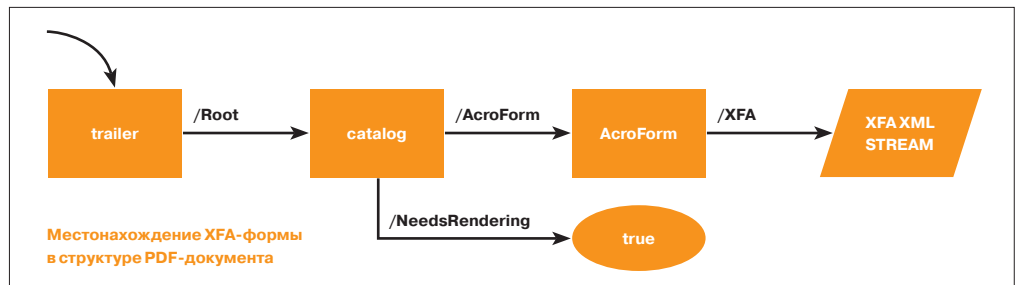 /Root
/AcroForm
/XFA
trailer
catalog
AcroForm
XFA XML
STREAM
/NeedsRendering
true
Местонахождение XFA-формы
в структуре PDF-документа